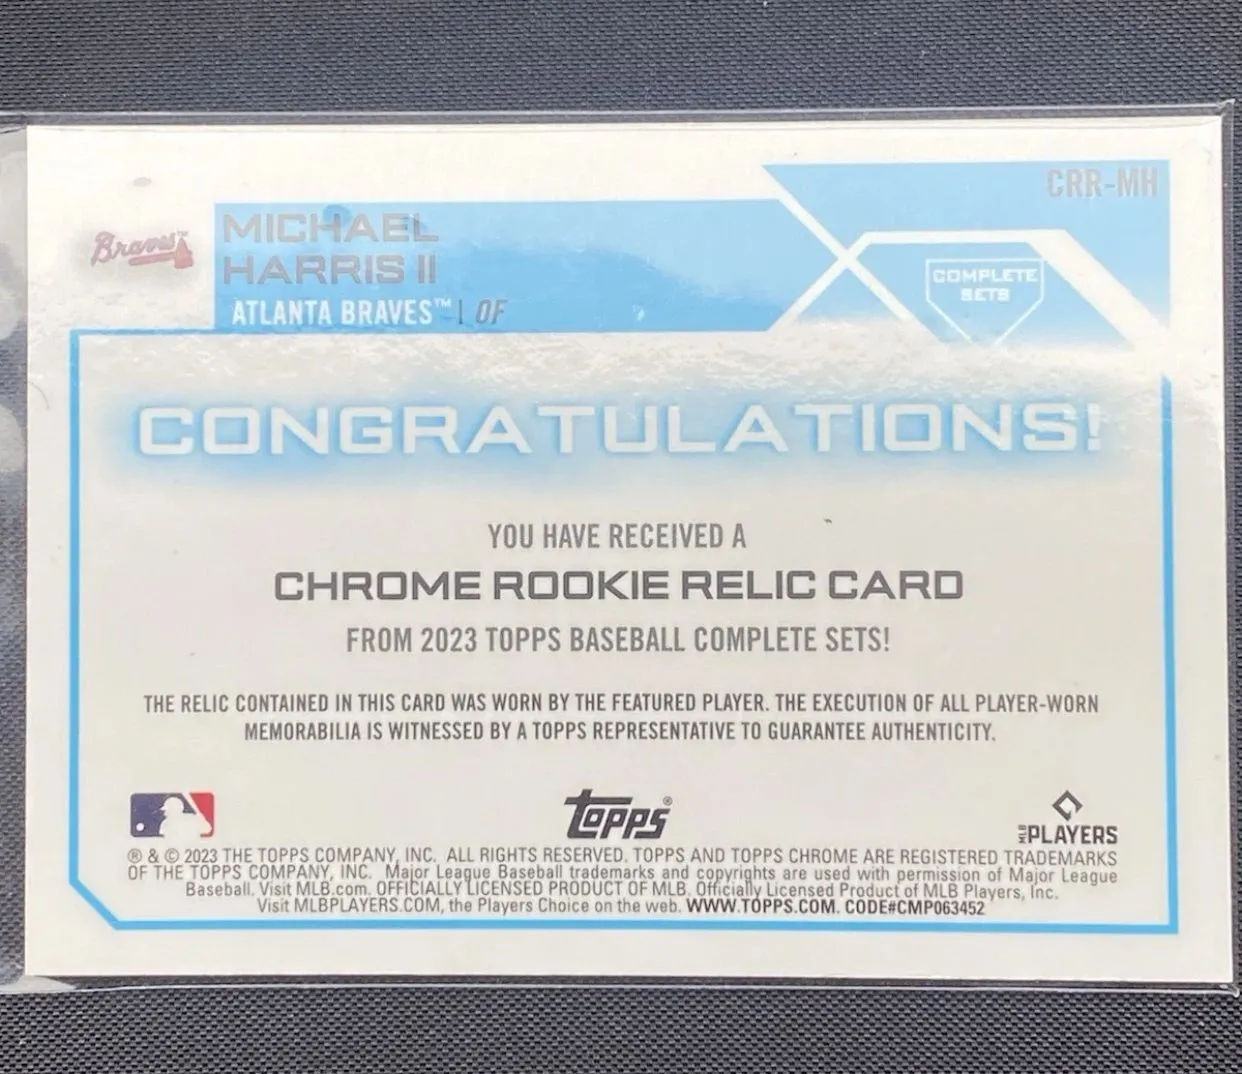 CRR-MH
Braves™
MICHAEL
HARRIS II
ATLANTA BRAVES™ | OF
COMPLETE
SETS
CONGRATULATIONS!
YOU HAVE RECEIVED A
CHROME ROOKIE RELIC CARD
FROM 2023 TOPPS BASEBALL COMPLETE SETS!
THE RELIC CONTAINED IN THIS CARD WAS WORN BY THE FEATURED PLAYER. THE EXECUTION OF ALL PLAYER-WORN
MEMORABILIA IS WITNESSED BY A TOPPS REPRESENTATIVE TO GUARANTEE AUTHENTICITY.
TOPPS®
MLB PLAYERS
® & © 2023 THE TOPPS COMPANY, INC. ALL RIGHTS RESERVED. TOPPS AND TOPPS CHROME ARE REGISTERED TRADEMARKS
OF THE TOPPS COMPANY, INC. Major League Baseball trademarks and copyrights are used with permission of Major League
Baseball. Visit MLB.com. OFFICIALLY LICENSED PRODUCT OF MLB. Officially Licensed Product of MLB Players, Inc.
Visit MLBPLAYERS.COM, the Players Choice on the web. WWW.TOPPS.COM. CODE#CMP063452